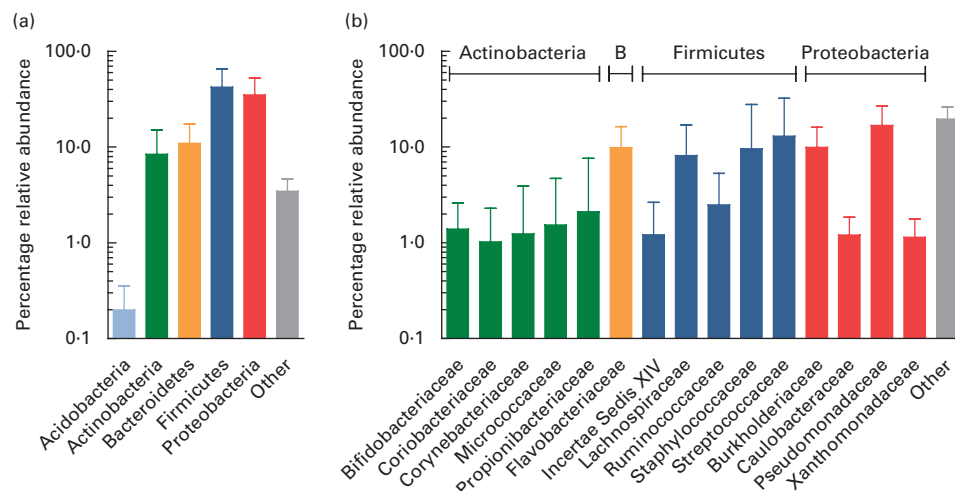 (a)
Percentage relative abundance
100·0
10·0
1·0
0·1
Acidobacteria
Actinobacteria
Bacteroidetes
Firmicutes
Proteobacteria
Other
(b)
Percentage relative abundance
100·0
10·0
1·0
0·1
Actinobacteria
B
Firmicutes
Proteobacteria
Bifidobacteriaceae
Coriobacteriaceae
Corynebacteriaceae
Micrococcaceae
Propionibacteriaceae
Flavobacteriaceae
Incertae Sedis XIV
Lachnospiraceae
Ruminococcaceae
Staphylococcaceae
Streptococcaceae
Burkholderiaceae
Caulobacteraceae
Pseudomonadaceae
Xanthomonadaceae
Other